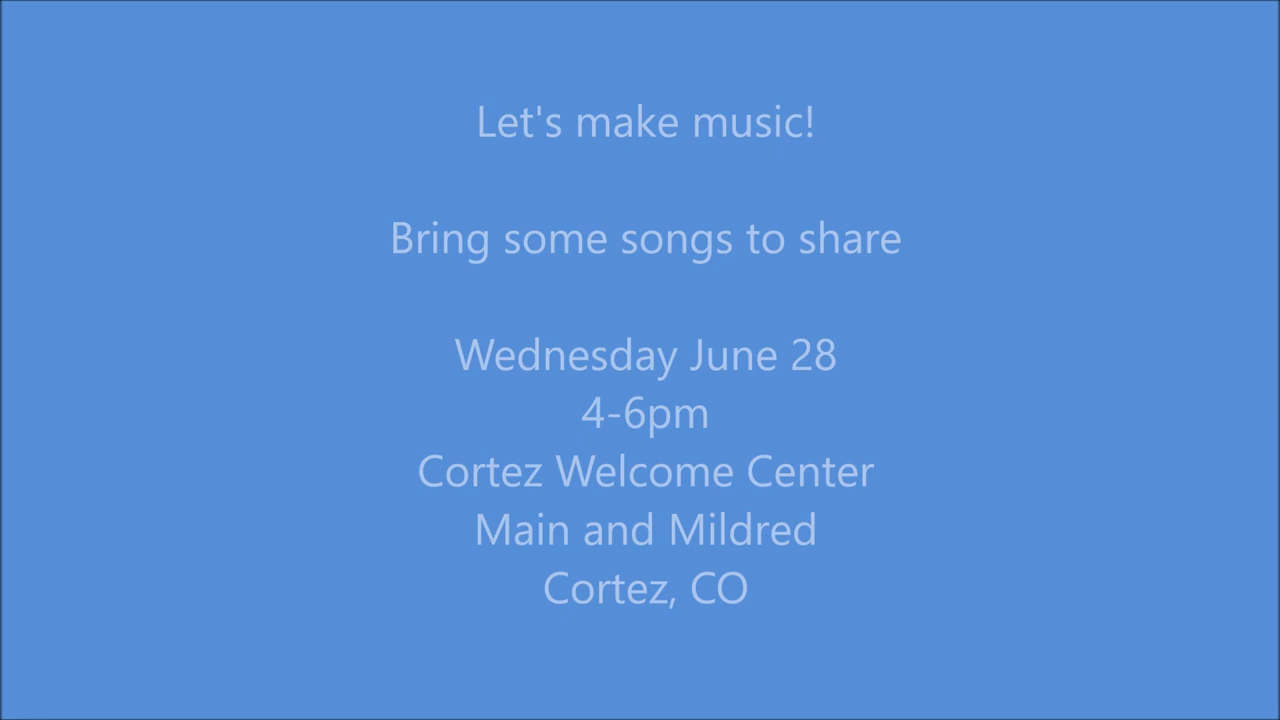 Let's make music!
Bring some songs to share
Wednesday June 28
4-6pm
Cortez Welcome Center
Main and Mildred
Cortez, CO